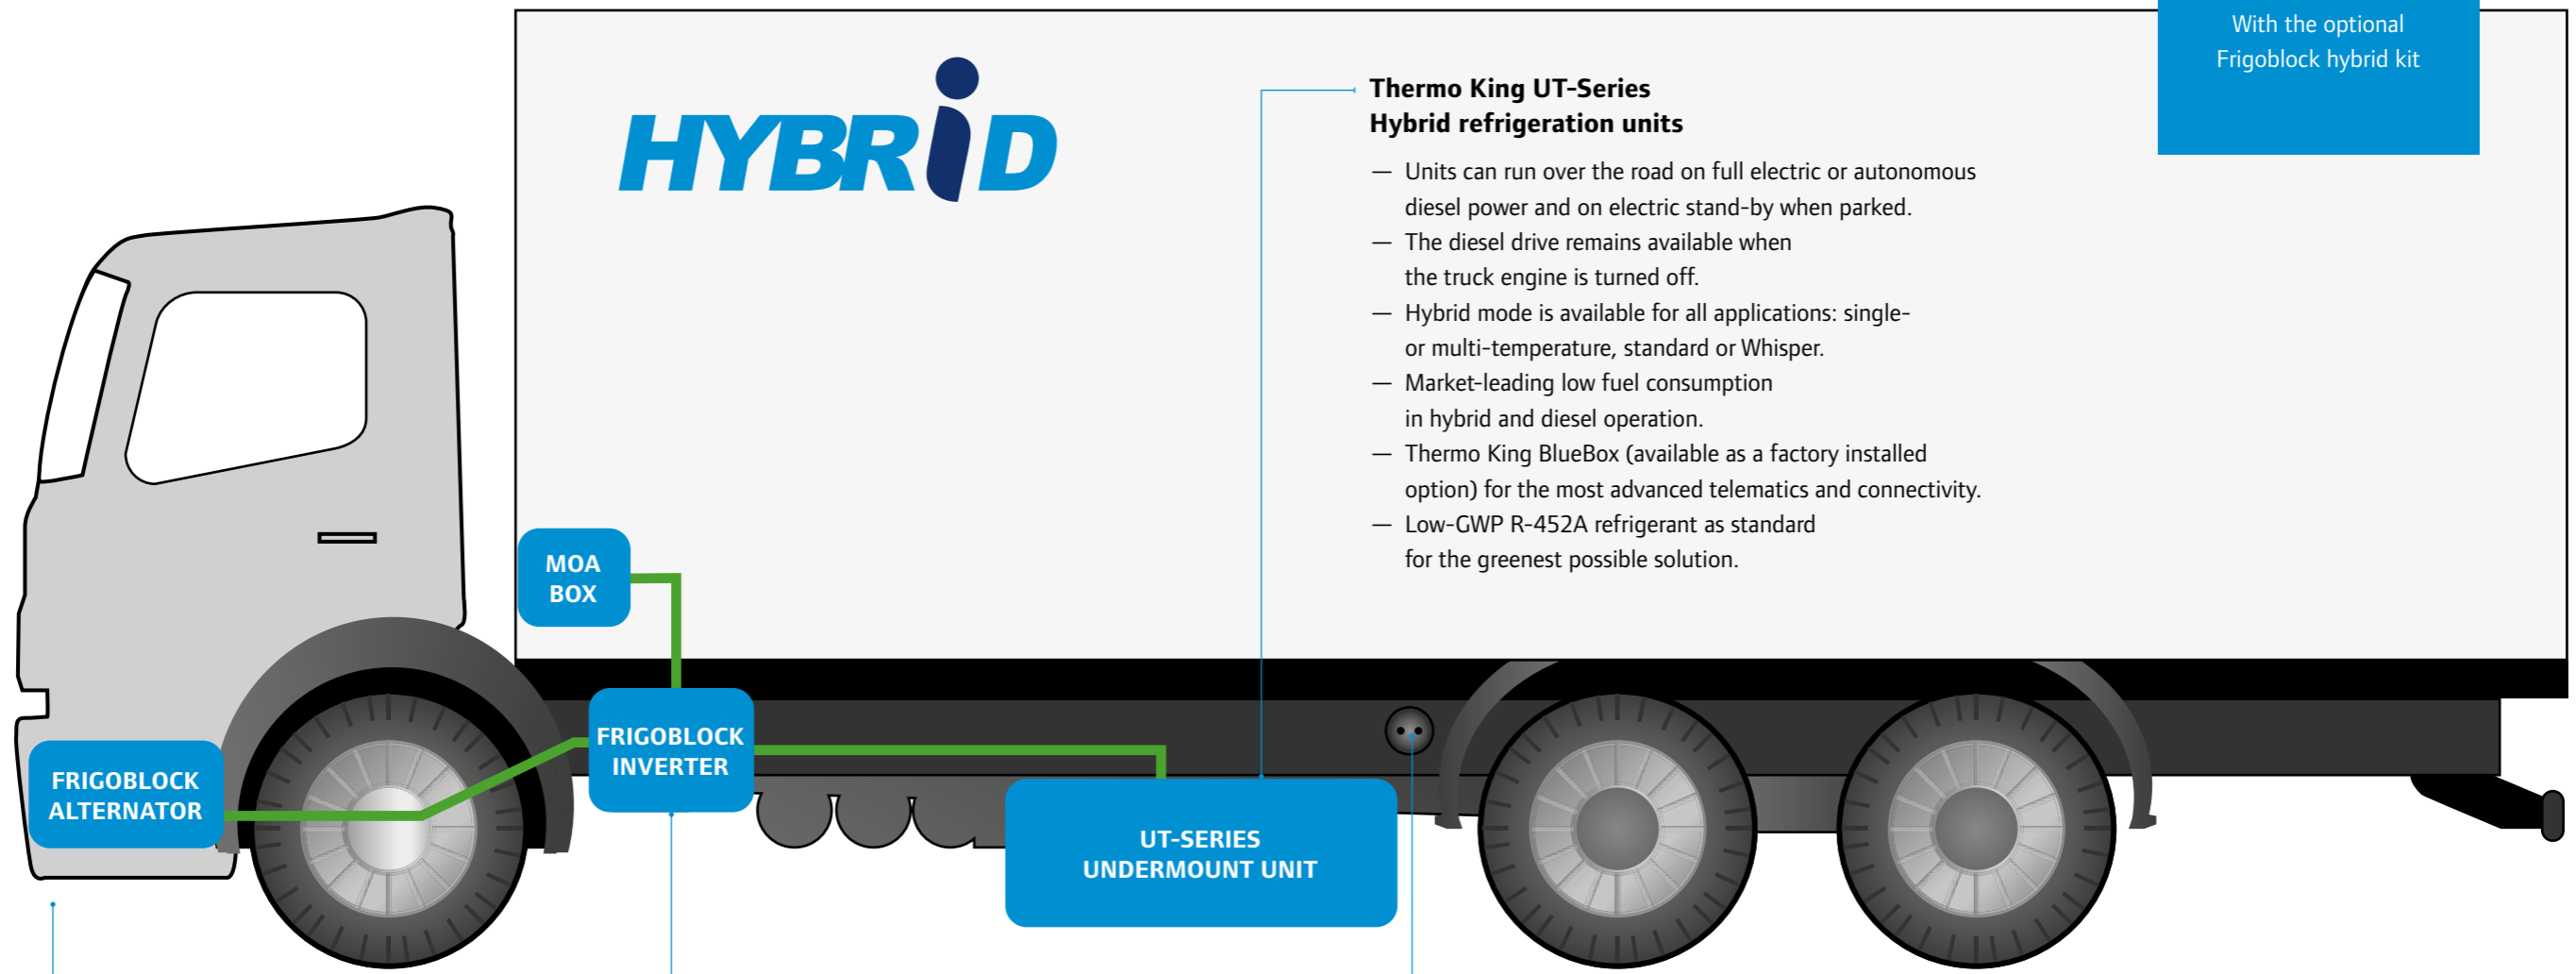 With the optional
Frigoblock hybrid kit
HYBRiD
Thermo King UT-Series
Hybrid refrigeration units
— Units can run over the road on full electric or autonomous
diesel power and on electric stand-by when parked.
— The diesel drive remains available when
the truck engine is turned off.
— Hybrid mode is available for all applications: single-
or multi-temperature, standard or Whisper.
— Market-leading low fuel consumption
in hybrid and diesel operation.
— Thermo King BlueBox (available as a factory installed
option) for the most advanced telematics and connectivity.
— Low-GWP R-452A refrigerant as standard
for the greenest possible solution.
MOA
BOX
FRIGOBLOCK
INVERTER
FRIGOBLOCK
ALTERNATOR
UT-SERIES
UNDERMOUNT UNIT